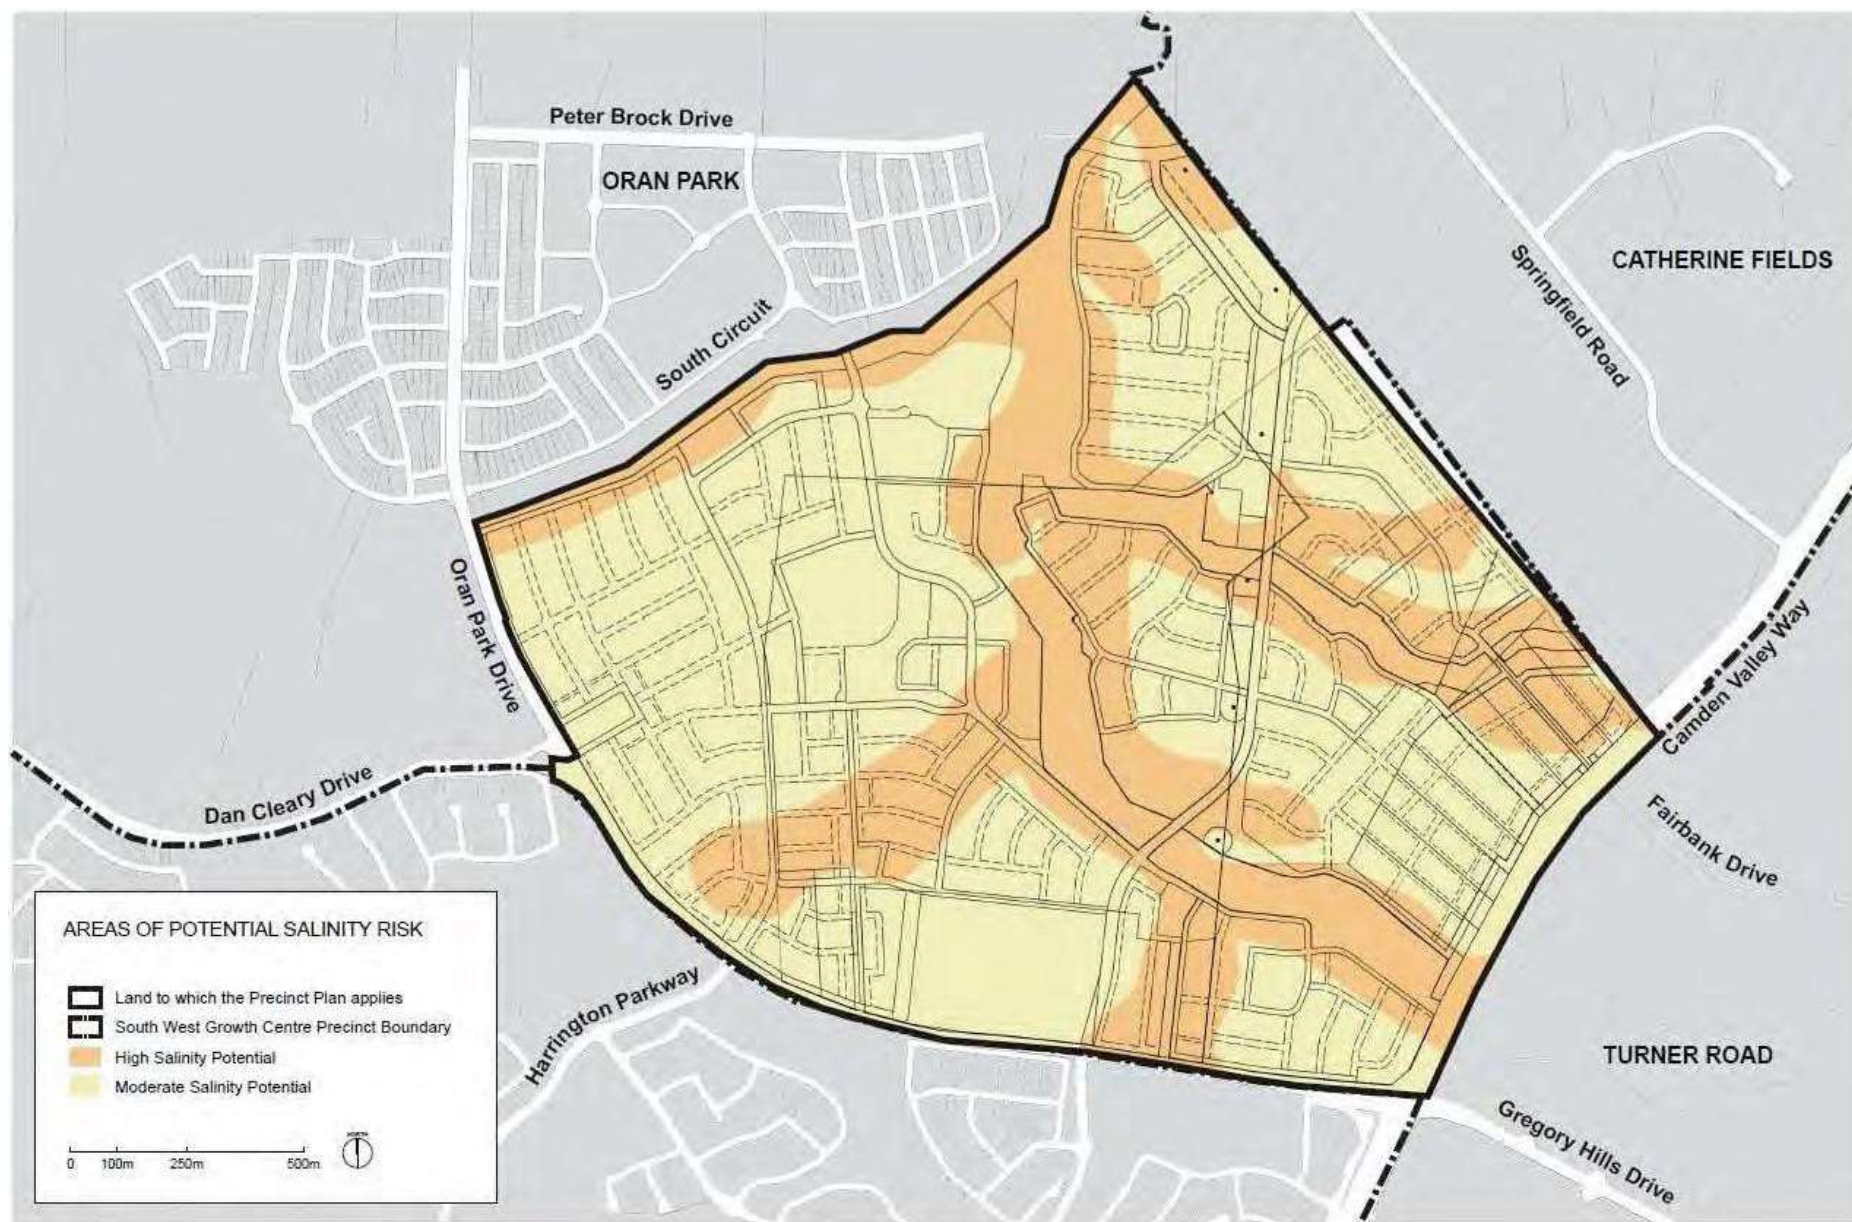 Peter Brock Drive
ORAN PARK
CATHERINE FIELDS
Springfield Road
South Circuit
Oran Park Drive
Camden Valley Way
Dan Cleary Drive
Fairbank Drive
Harrington Parkway
TURNER ROAD
Gregory Hills Drive
AREAS OF POTENTIAL SALINITY RISK
Land to which the Precinct Plan applies
South West Growth Centre Precinct Boundary
High Salinity Potential
Moderate Salinity Potential
NORTH
0 100m 250m 500m